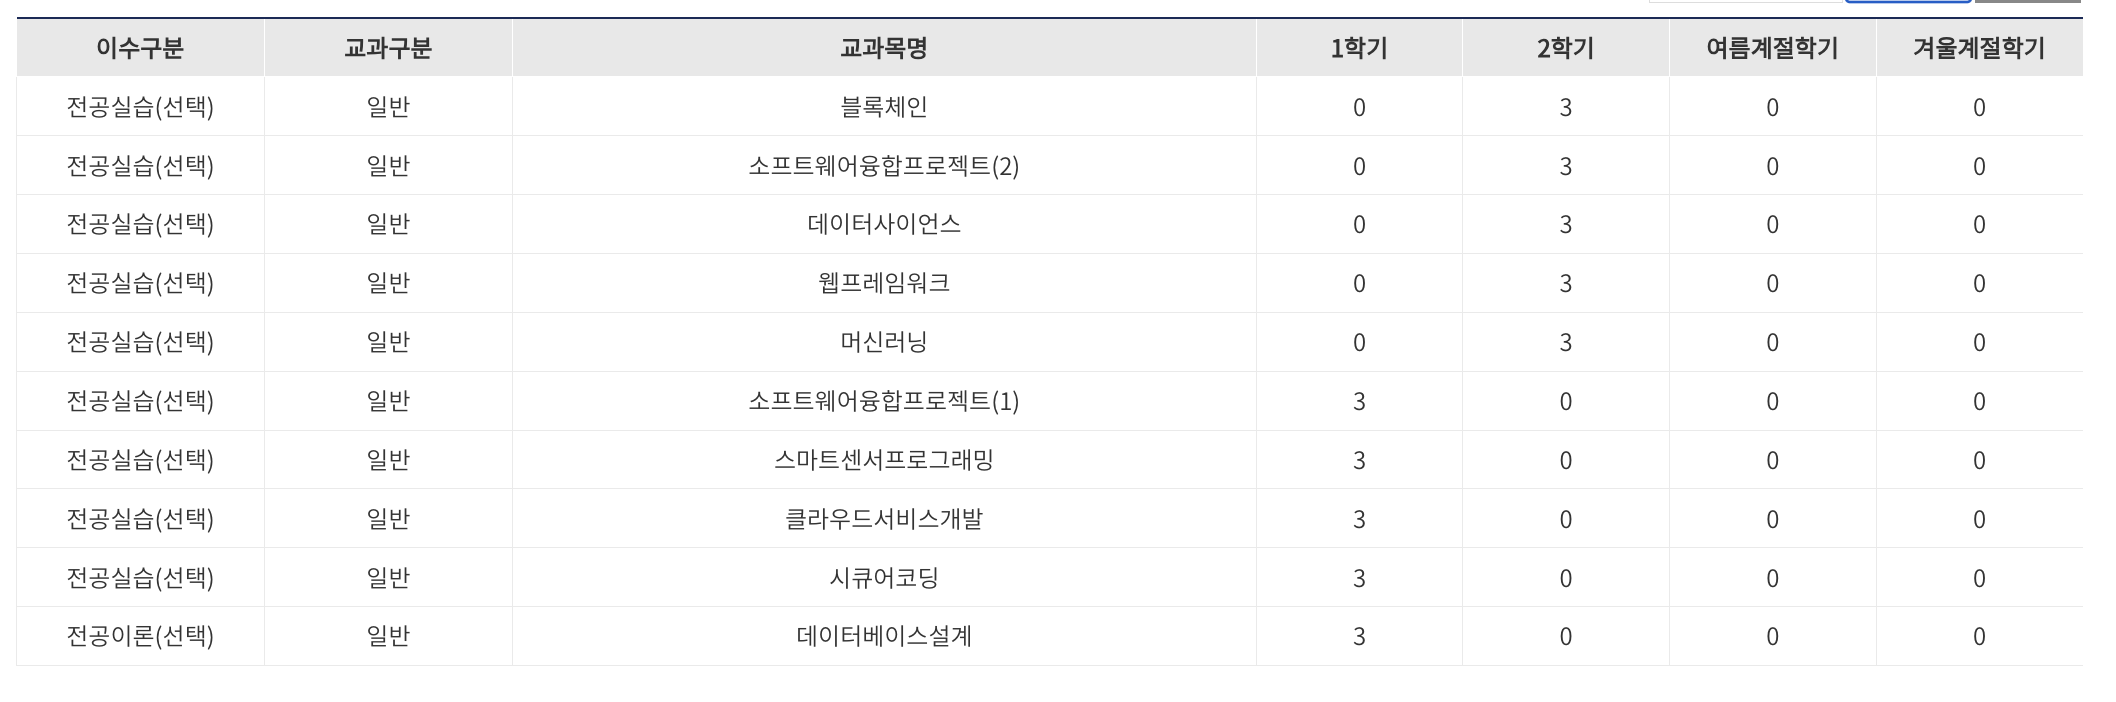 이수구분 교과구분 교과목명 1학기 2학기 여름계절학기 겨울계절학기
전공실습(선택) 일반 블록체인 0 3 0 0
전공실습(선택) 일반 소프트웨어융합프로젝트(2) 0 3 0 0
전공실습(선택) 일반 데이터사이언스 0 3 0 0
전공실습(선택) 일반 웹프레임워크 0 3 0 0
전공실습(선택) 일반 머신러닝 0 3 0 0
전공실습(선택) 일반 소프트웨어융합프로젝트(1) 3 0 0 0
전공실습(선택) 일반 스마트센서프로그래밍 3 0 0 0
전공실습(선택) 일반 클라우드서비스개발 3 0 0 0
전공실습(선택) 일반 시큐어코딩 3 0 0 0
전공이론(선택) 일반 데이터베이스설계 3 0 0 0